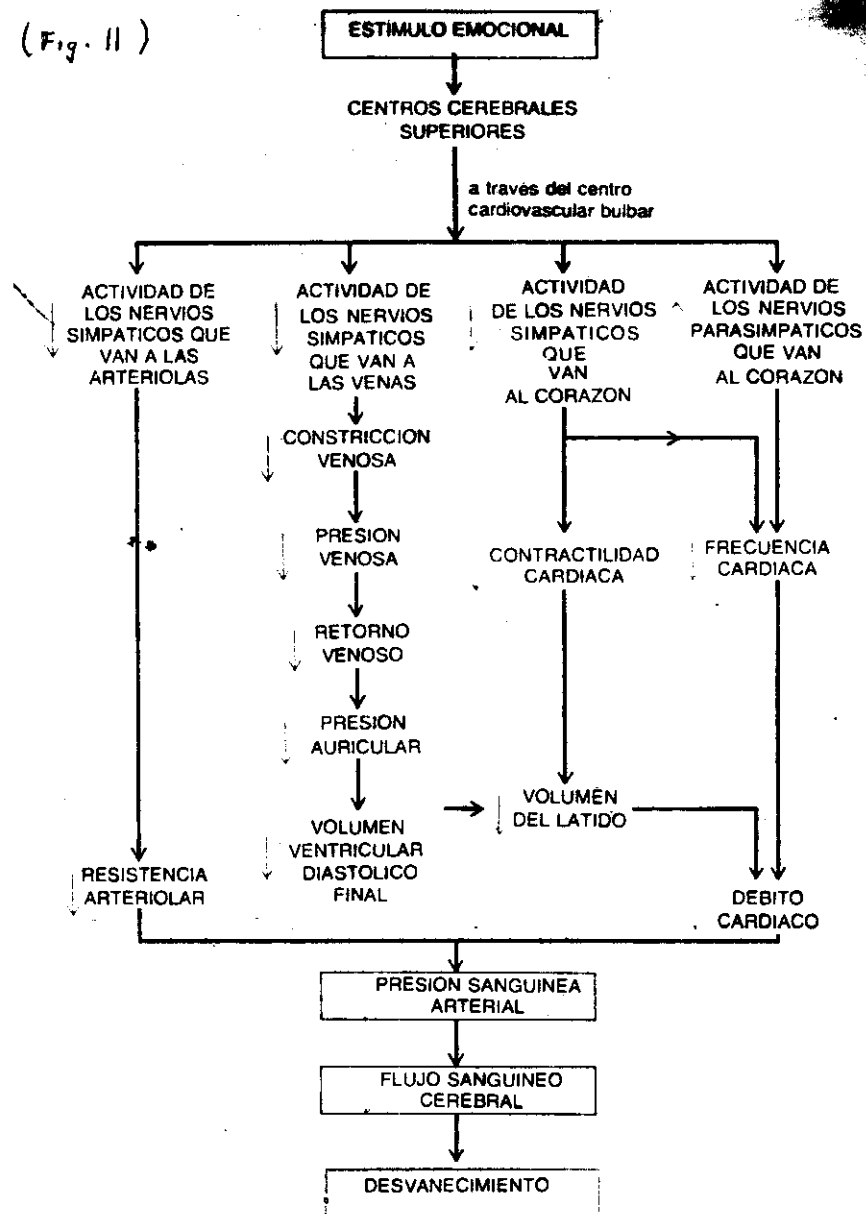 (Fig. 11)
ESTIMULO EMOCIONAL
CENTROS CEREBRALES
SUPERIORES
a través del centro
cardiovascular bulbar
ACTIVIDAD DE
LOS NERVIOS
SIMPATICOS QUE
VAN A LAS
ARTERIOLAS
ACTIVIDAD DE
LOS NERVIOS
SIMPATICOS
QUE VAN A
LAS VENAS
ACTIVIDAD
DE LOS NERVIOS
SIMPATICOS
QUE
VAN
AL CORAZON
ACTIVIDAD DE
LOS NERVIOS
PARASIMPATICOS
QUE VAN
AL CORAZON
CONSTRICCION
VENOSA
PRESION
VENOSA
CONTRACTILIDAD
CARDIACA
FRECUENCIA
CARDIACA
RETORNO
VENOSO
PRESION
AURICULAR
VOLUMEN
VENTRICULAR
DIASTOLICO
FINAL
VOLUMEN
DEL LATIDO
RESISTENCIA
ARTERIOLAR
DEBITO
CARDIACO
PRESION SANGUINEA
ARTERIAL
FLUJO SANGUINEO
CEREBRAL
DESVANECIMIENTO